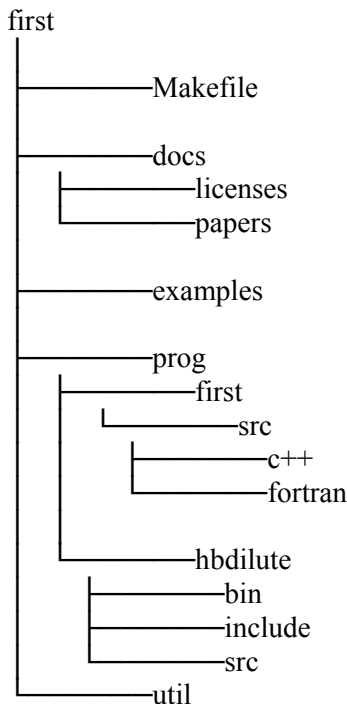 first
Makefile
docs
licenses
papers
examples
prog
first
src
c++
fortran
hbdilute
bin
include
src
util